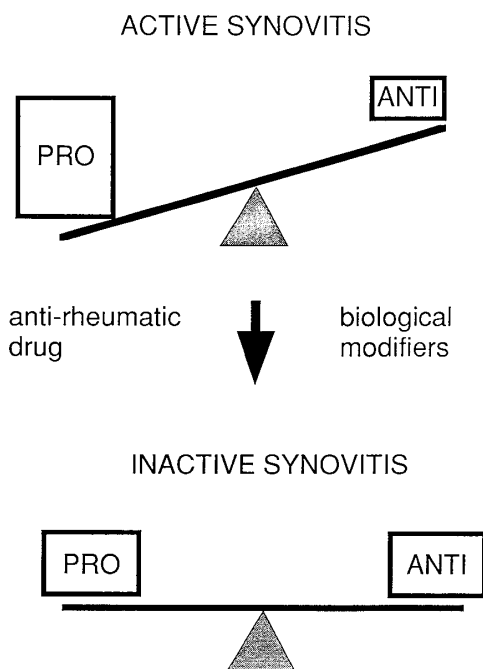 ACTIVE SYNOVITIS
ANTI
PRO
anti-rheumatic
drug
biological
modifiers
INACTIVE SYNOVITIS
PRO
ANTI